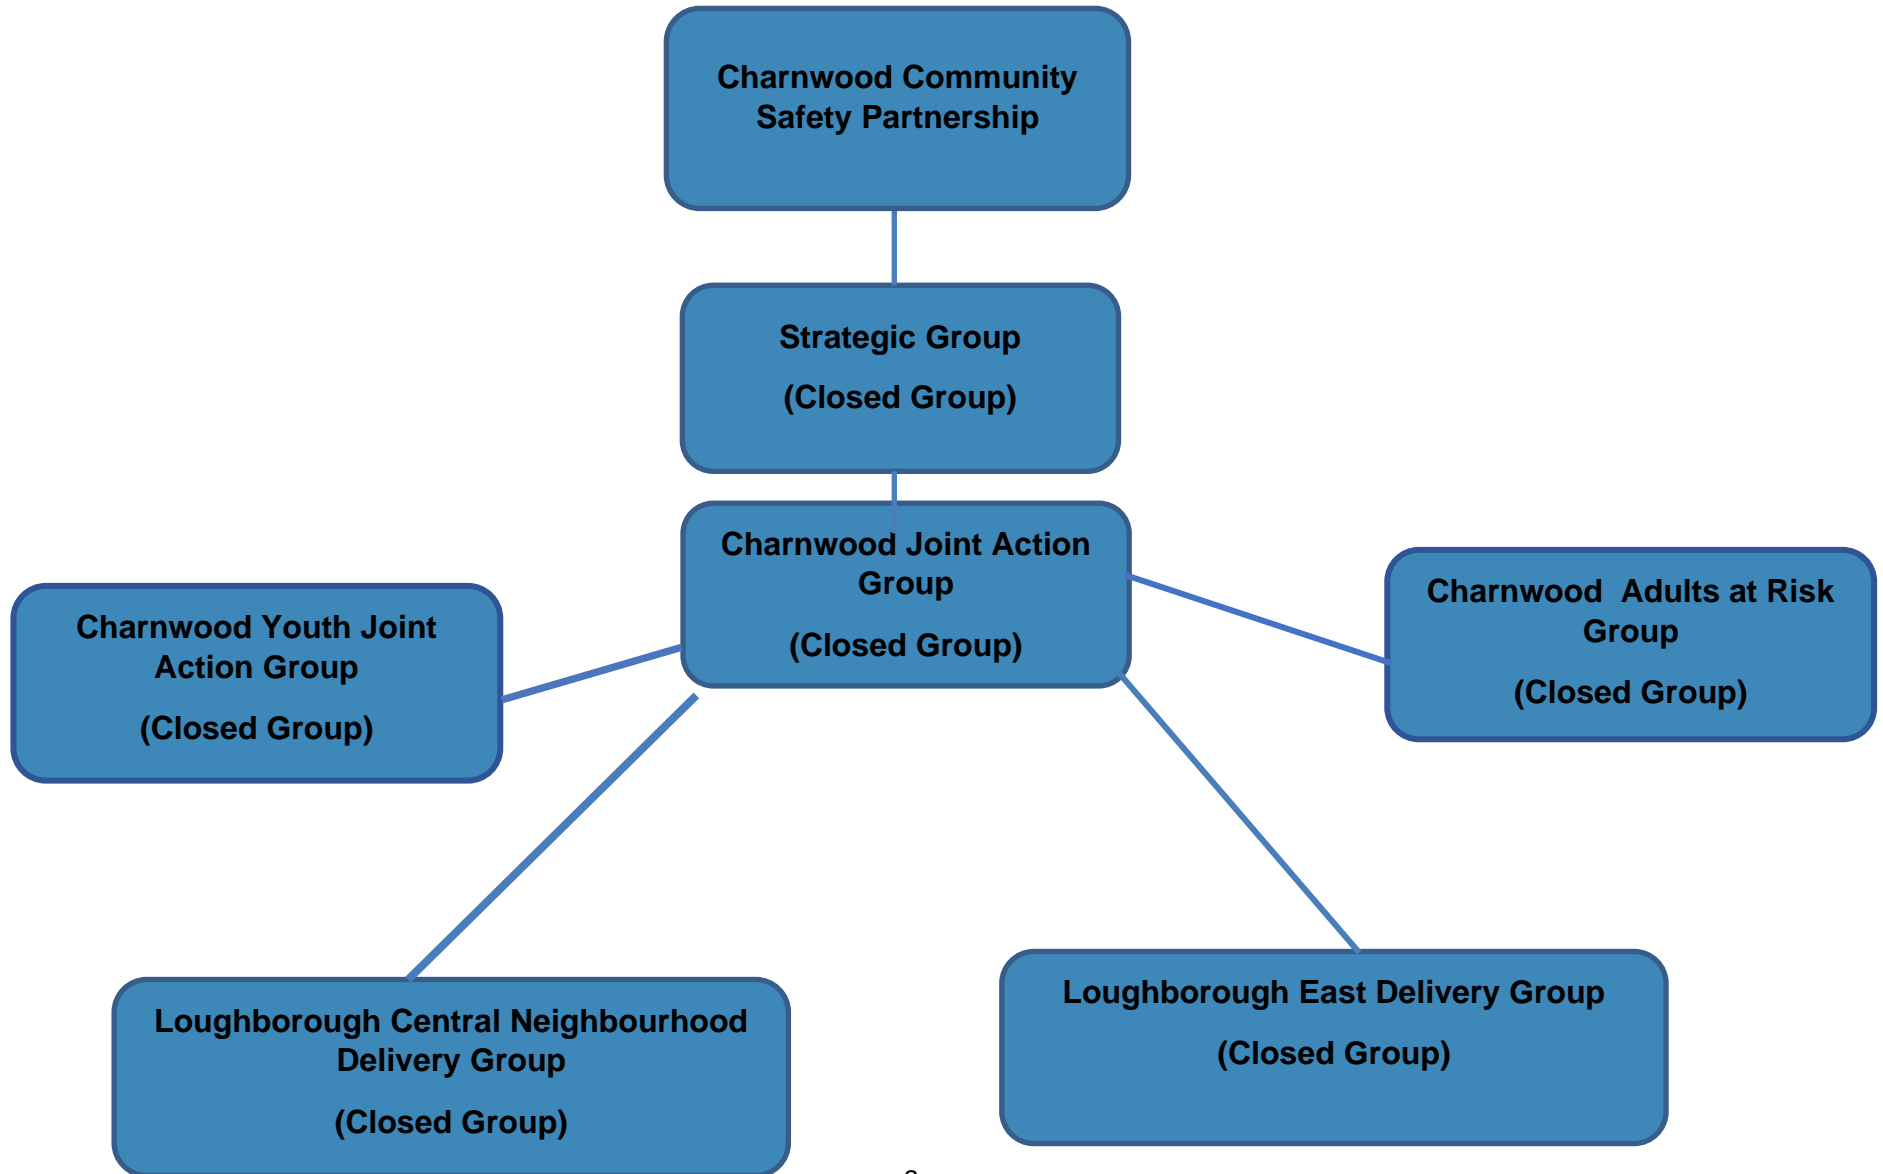 Charnwood Community
Safety Partnership
Strategic Group
(Closed Group)
Charnwood Joint Action
Group
(Closed Group)
Charnwood Youth Joint
Action Group
(Closed Group)
Charnwood  Adults at Risk
Group
(Closed Group)
Loughborough Central Neighbourhood
Delivery Group
(Closed Group)
Loughborough East Delivery Group
(Closed Group)